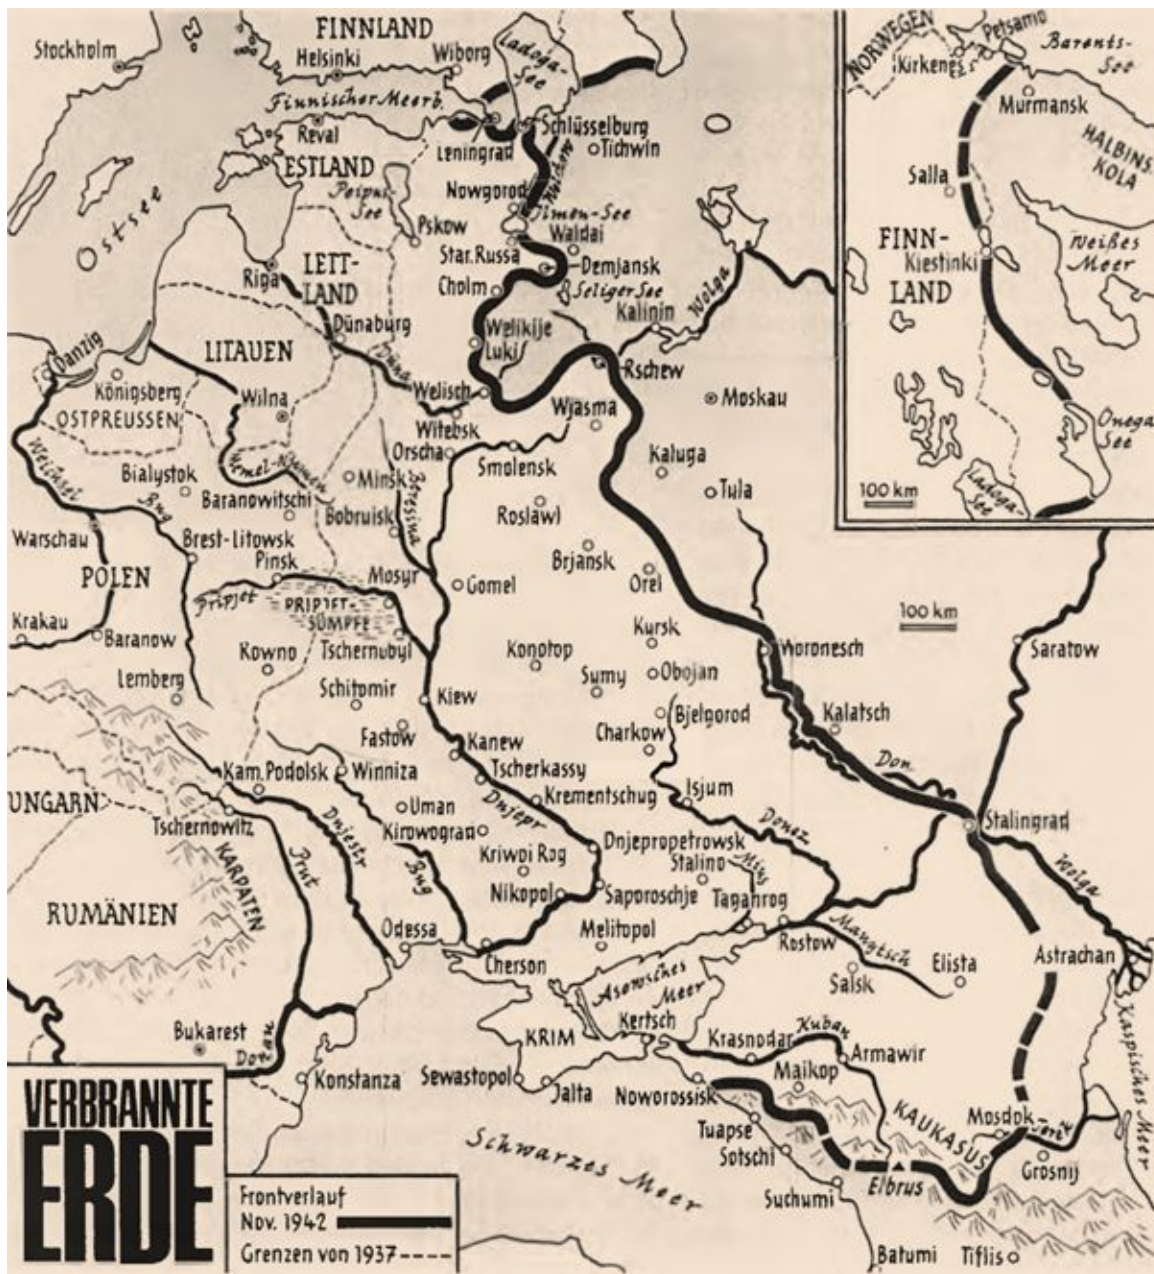 FINNLAND
Stockholm
Helsinki
Wiborg
Ladoga-
See
Finnischer Meerb.
Reval
ESTLAND
Leningrad
Schlüsselburg
Tichwin
Peipus-
See
Nowgorod
Wolchow
Ilmen-See
Pskow
Star. Russa
Waldai
Demjansk
Cholm
Seliger See
Ostsee
Riga
LETT-
LAND
Dünaburg
Düna
Welikije
Luki
Kalinin
Wolga
Rschew
Danzig
LITAUEN
Königsberg
OSTPREUSSEN
Wilna
Welisch
Witebsk
Wjasma
Moskau
Orscha
Smolensk
Kaluga
Weichsel
Bialystok
Memel-Njemen
Minsk
Baranowitschi
Bobruisk
Beressina
Roslawl
Tula
Bug
Warschau
Brest-Litowsk
Pinsk
Mosyr
Brjansk
POLEN
Pripjet
PRIPJET-
SÜMPFE
Gomel
Orel
Krakau
Baranow
Rowno
Tschernobyl
Konotop
Kursk
Woronesch
Saratow
Lemberg
Schitomir
Kiew
Sumy
Obojan
Bjelgorod
Kalatsch
Fastow
Kanew
Charkow
Don
Kam. Podolsk
Winniza
Tscherkassy
Isjum
UNGARN
Tschernowitz
Uman
Krementschug
Dnjepr
Kirowograd
Donez
Stalingrad
Dnjestr
Dnjepropetrowsk
Stalino
Mius
Wolga
KARPATEN
Prut
Bug
Kriwoi Rog
Nikopol
Saporoschje
Taganrog
RUMÄNIEN
Odessa
Melitopol
Rostow
Manytsch
Elista
Astrachan
Cherson
Asowsches
Meer
Salsk
Bukarest
KRIM
Kertsch
Krasnodar
Kuban
Armawir
Kaspisches Meer
Donau
Konstanza
Sewastopol
Jalta
Noworossisk
Maikop
KAUKASUS
Mosdok
Terek
Tuapse
Sotschi
Grosnij
Schwarzes Meer
Suchumi
Elbrus
Batumi
Tiflis
100 km
NORWEGEN
Petsamo
Kirkenes
Barents-
See
Murmansk
HALBINS.
KOLA
Salla
FINN-
LAND
Kiestinki
Weißes
Meer
Onega
See
Ladoga-
See
100 km
VERBRANNTE
ERDE
Frontverlauf
Nov. 1942
Grenzen von 1937